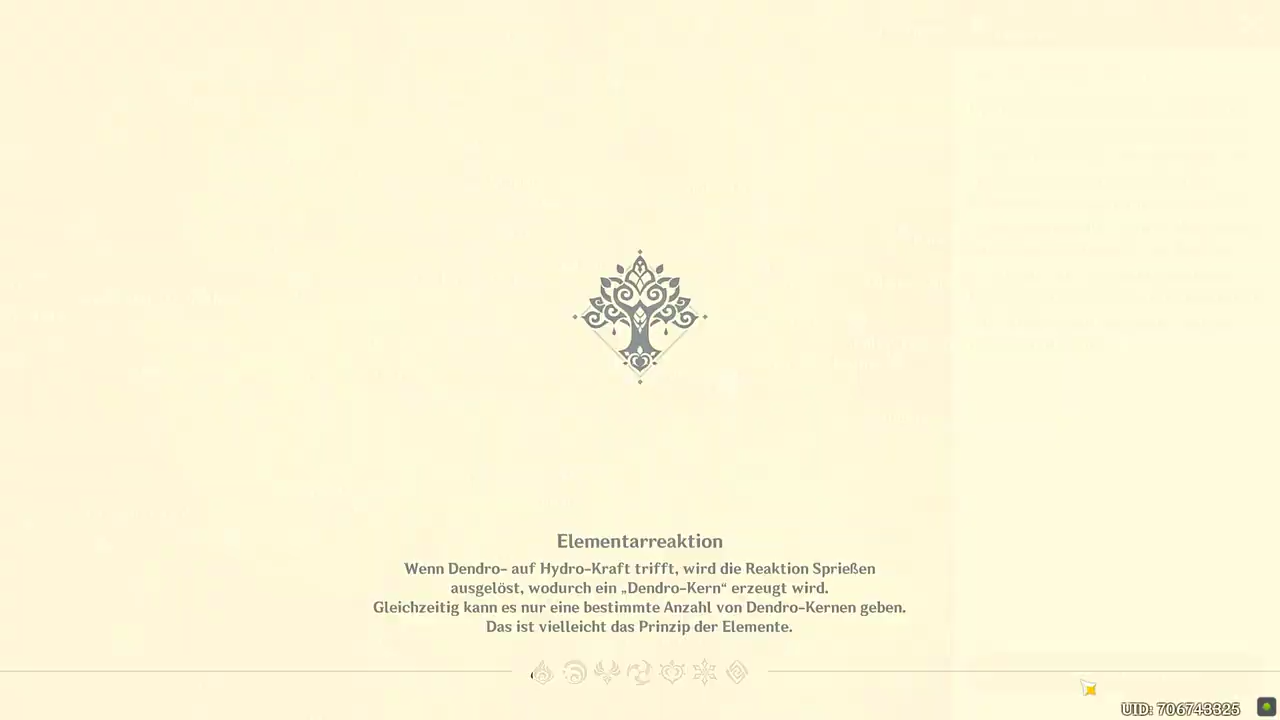 Elementarreaktion
Wenn Dendro- auf Hydro-Kraft trifft, wird die Reaktion Sprießen
ausgelöst, wodurch ein „Dendro-Kern“ erzeugt wird.
Gleichzeitig kann es nur eine bestimmte Anzahl von Dendro-Kernen geben.
Das ist vielleicht das Prinzip der Elemente.
UID: 706743325